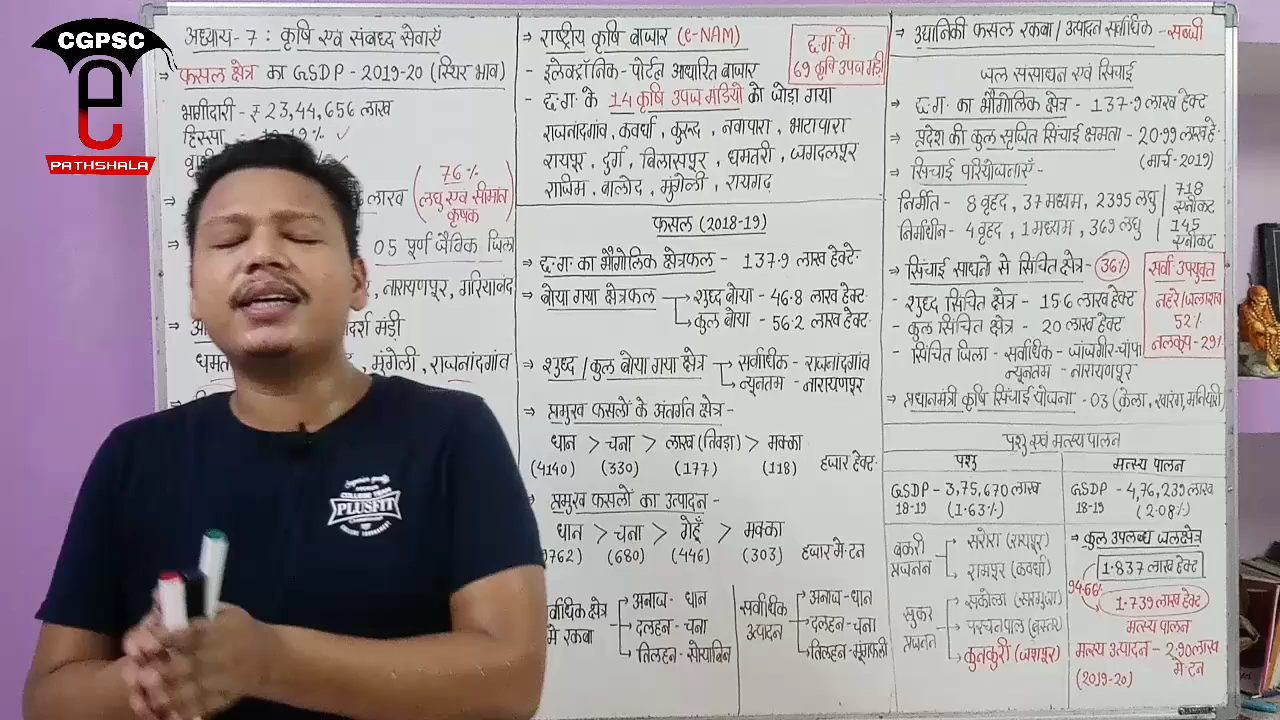 CGPSC
PATHSHALA
अध्याय- 7 : कृषि एवं संबध्द सेवाएँ
⇒ फसल क्षेत्र का GSDP - 2019-20 (स्थिर भाव)
भागीदारी - ₹ 23,44,656 लाख
हिस्सा
लाख
76%
लघु एवं सीमांत
कृषक
05 पूर्ण जैविक जिला
नारायणपुर, गरियाबंद
मंडी
मुंगेली, राजनांदगांव
PLUSFIT
⇒ राष्ट्रीय कृषि बाजार (e-NAM)
- इलेक्ट्रॉनिक- पोर्टल आधारित बाजार
- छ.ग. के 14 कृषि उपज मंडियों को जोड़ा गया
राजनांदगांव, कवर्धा, कुरूद, नवापारा, भाटापारा
रायपुर, दुर्ग, बिलासपुर, धमतरी, जगदलपुर
राजिम, बालोद, मुंगेली, रायगढ़
छ.ग. में
69 कृषि उपज मंडी
फसल (2018-19)
⇒ छ.ग. का भौगोलिक क्षेत्रफल - 137.9 लाख हेक्टे.
⇒ बोया गया क्षेत्रफल → शुध्द बोया - 46.8 लाख हेक्ट.
→ कुल बोया - 56.2 लाख हेक्ट.
⇒ शुध्द / कुल बोया गया क्षेत्र → सर्वाधिक - राजनांदगांव
→ न्यूनतम - नारायणपुर
⇒ प्रमुख फसलों के अंतर्गत क्षेत्र -
धान > चना > लाख (तिवड़ा) > मक्का
(4140) (330) (177) (118) हजार हेक्ट.
⇒ प्रमुख फसलों का उत्पादन -
धान > चना > गेहूँ > मक्का
(680) (446) (303) हजार मे. टन
र्वाधिक क्षेत्र
में रकबा
→ अनाज - धान
→ दलहन - चना
→ तिलहन - सोयाबिन
सर्वाधिक
उत्पादन
→ अनाज - धान
→ दलहन - चना
→ तिलहन - मूंगफली
⇒ उद्यानिकी फसल रकबा / उत्पादन सर्वाधिक - सब्जी
जल संसाधन एवं सिंचाई
⇒ छ.ग. का भौगोलिक क्षेत्र - 137.9 लाख हेक्ट
⇒ प्रदेश की कुल सृजित सिंचाई क्षमता - 20.99 लाख हे.
(मार्च - 2019)
⇒ सिंचाई परियोजनाएँ -
निर्मित - 8 वृहद, 37 मध्यम, 2395 लघु | 718 एनीकट
निर्माधीन - 4 वृहद, 1 मध्यम, 369 लघु | 145 एनीकट
⇒ सिंचाई साधनों से सिंचित क्षेत्र - 36%
- शुध्द सिंचित क्षेत्र - 15.6 लाख हेक्ट
- कुल सिंचित क्षेत्र - 20 लाख हेक्ट
- सिंचित जिला - सर्वाधिक - जांजगीर-चांपा
न्यूनतम - नारायणपुर
सर्वा उपयुक्त
नहरें/जलाशय
52%
नलकूप - 29%
⇒ प्रधानमंत्री कृषि सिंचाई योजना - 03 (केलो, खारंग, मनियारी)
पशु एवं मत्स्य पालन
पशु
GSDP - 3,75,670 लाख
18-19 (1.63%)
बकरी
प्रजनन
→ सरोरा (रायपुर)
→ रामपुर (कवर्धा)
सुकर
प्रजनन
→ सकोला (सरगुजा)
→ परचनपाल (बस्तर)
→ कुनकुरी (जशपुर)
मत्स्य पालन
GSDP - 4,76,239 लाख
18-19 (2.08%)
⇒ कुल उपलब्ध जलक्षेत्र
1.837 लाख हेक्ट
94.66%
1.739 लाख हेक्ट
मत्स्य पालन
मत्स्य उत्पादन - 2.90 लाख
(2019-20) मे. टन